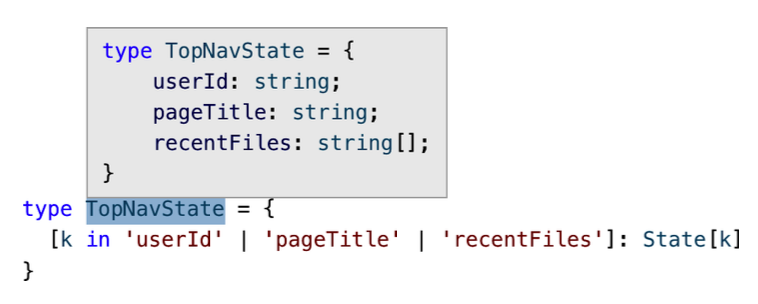 type TopNavState = {
    userId: string;
    pageTitle: string;
    recentFiles: string[];
}
type TopNavState = {
  [k in 'userId' | 'pageTitle' | 'recentFiles']: State[k]
}